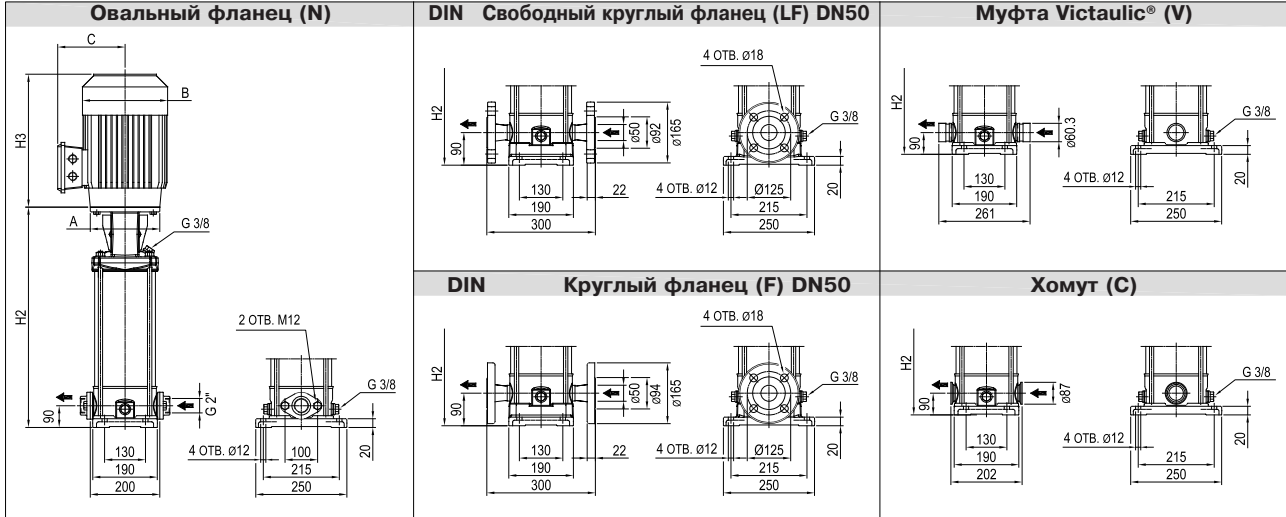 Овальный фланец (N)
C
B
H3
A
G 3/8
H2
2 ОТВ. M12
G 3/8
90
G 2"
20
4 ОТВ. Ø12
130
190
200
100
215
250
DIN Свободный круглый фланец (LF) DN50
4 ОТВ. Ø18
H2
90
ø50
ø92
ø165
G 3/8
130
190
300
22
4 ОТВ. Ø12
Ø125
215
250
20
Муфта Victaulic® (V)
H2
90
ø60.3
G 3/8
130
190
261
4 ОТВ. Ø12
215
250
20
DIN Круглый фланец (F) DN50
4 ОТВ. Ø18
H2
90
ø50
ø94
ø165
G 3/8
130
190
300
22
4 ОТВ. Ø12
Ø125
215
250
20
Хомут (C)
H2
90
ø87
G 3/8
130
190
202
4 ОТВ. Ø12
215
250
20